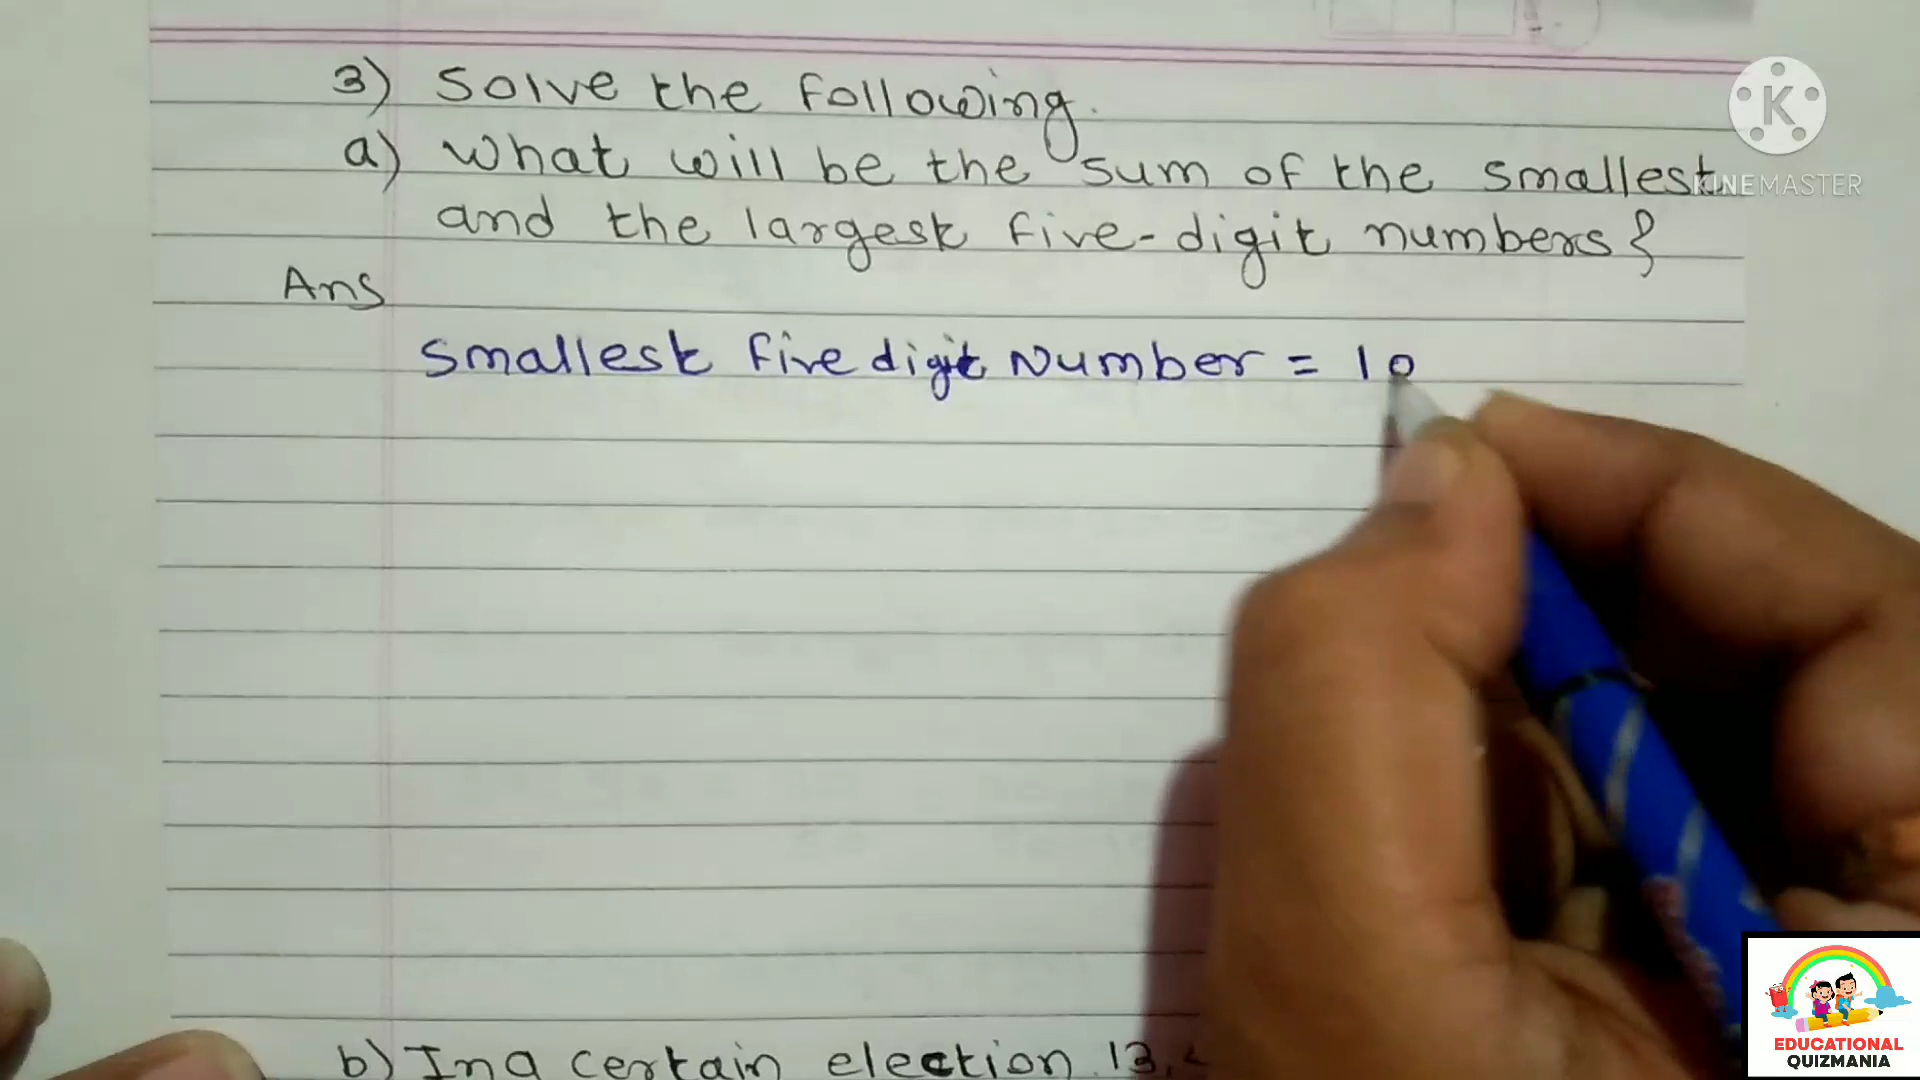 3) Solve the following.
a) What will be the sum of the smallest
and the largest five-digit numbers?
Ans
Smallest five digit Number = 10
b) In a certain election 13,
K
KINEMASTER
EDUCATIONAL
QUIZMANIA